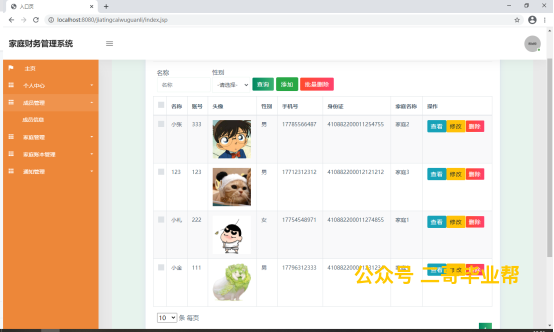 入口页
localhost:8080/jiatingcaiwuguanli/index.jsp
家庭财务管理系统
主页
个人中心
成员管理
成员信息
家庭管理
家庭账本管理
通知管理
名称 性别
名称 -请选择- 查询 添加 批量删除
名称 账号 头像 性别 手机号 身份证 家庭名称 操作
小张 333 男 17785566487 410882200011254755 家庭2 查看 修改 删除
123 123 男 17712312312 410882200012121212 家庭3 查看 修改 删除
小礼 222 女 17754548971 410882200011274855 家庭1 查看 修改 删除
小金 111 男 17796312333
10 条 每页
公众号 二哥毕业帮